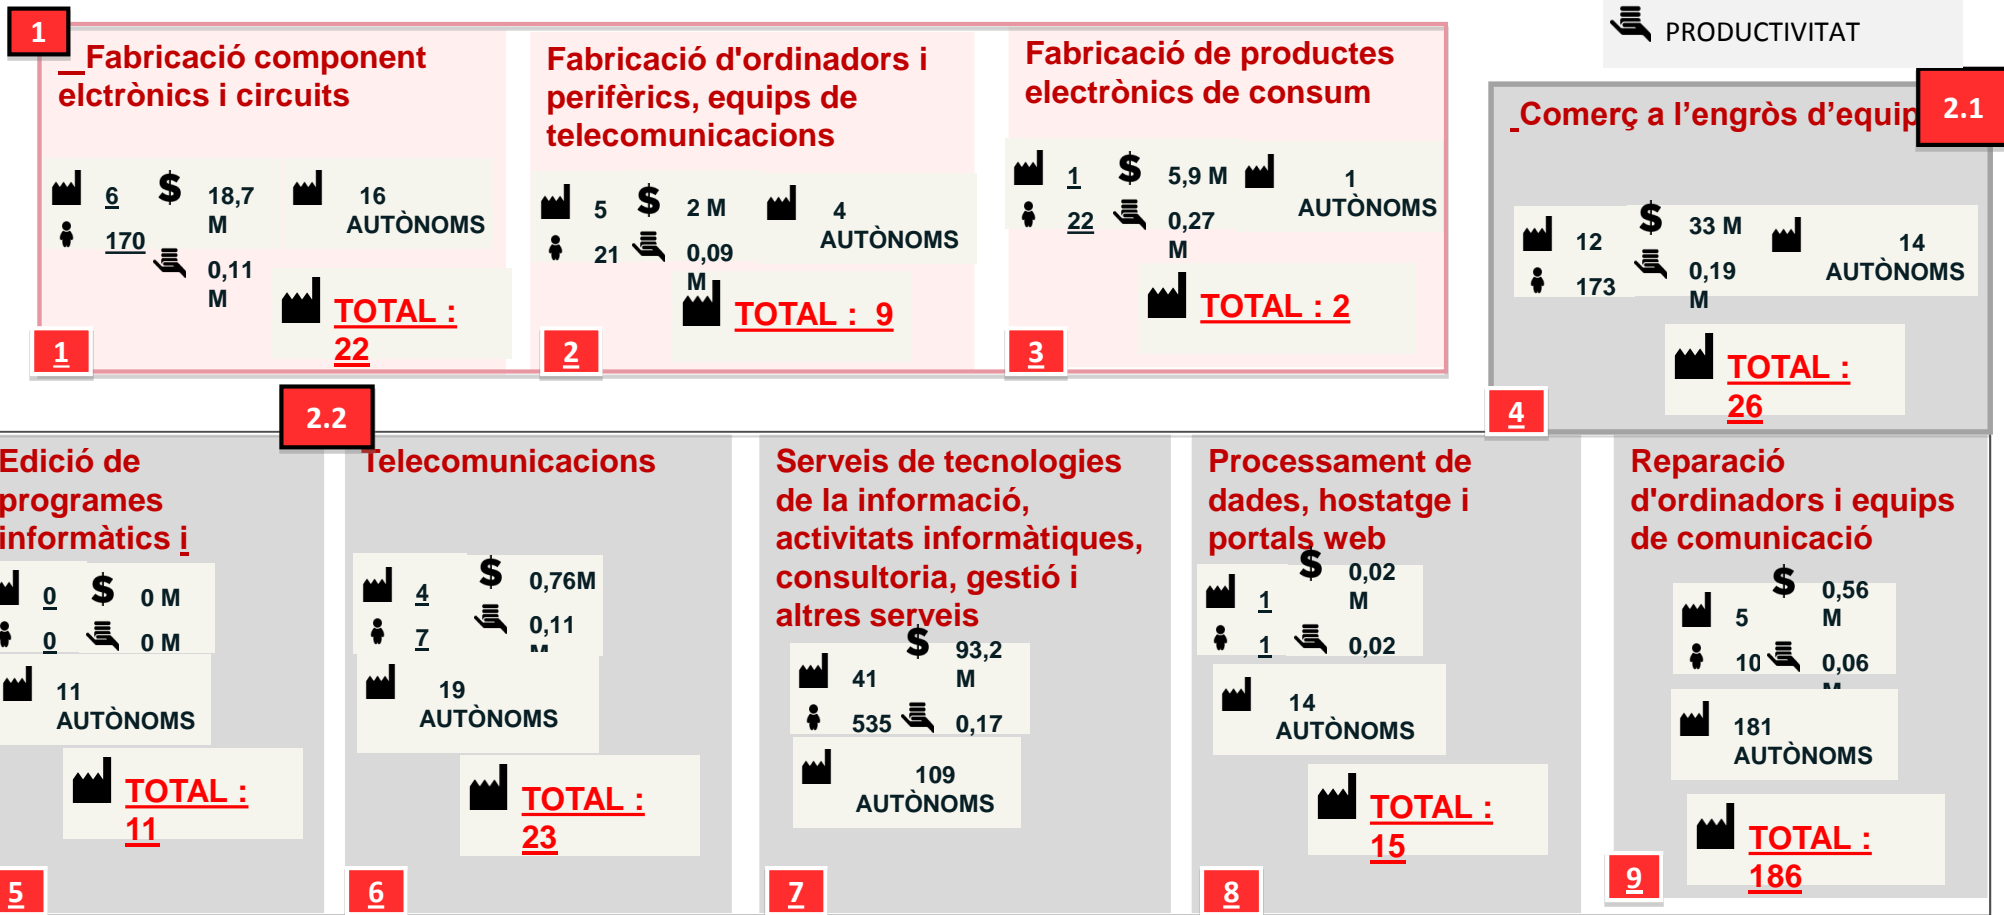 1
PRODUCTIVITAT
Fabricació component
elctrònics i circuits
6
$
18,7
M
170
0,11
M
16
AUTÒNOMS
TOTAL :
22
1
Fabricació d'ordinadors i
perifèrics, equips de
telecomunicacions
5
$
2 M
21
0,09
M
4
AUTÒNOMS
TOTAL : 9
2
Fabricació de productes
electrònics de consum
1
$
5,9 M
22
0,27
M
1
AUTÒNOMS
TOTAL : 2
3
2.1
Comerç a l’engròs d’equip
12
$
33 M
173
0,19
M
14
AUTÒNOMS
TOTAL :
26
4
2.2
Edició de
programes
informàtics i
0
$
0 M
0
0 M
11
AUTÒNOMS
TOTAL :
11
5
Telecomunicacions
4
$
0,76M
7
0,11
19
AUTÒNOMS
TOTAL :
23
6
Serveis de tecnologies
de la informació,
activitats informàtiques,
consultoria, gestió i
altres serveis
41
$
93,2
M
535
0,17
109
AUTÒNOMS
7
Processament de
dades, hostatge i
portals web
1
$
0,02
M
1
0,02
14
AUTÒNOMS
TOTAL :
15
8
Reparació
d'ordinadors i equips
de comunicació
5
$
0,56
M
10
0,06
181
AUTÒNOMS
TOTAL :
186
9